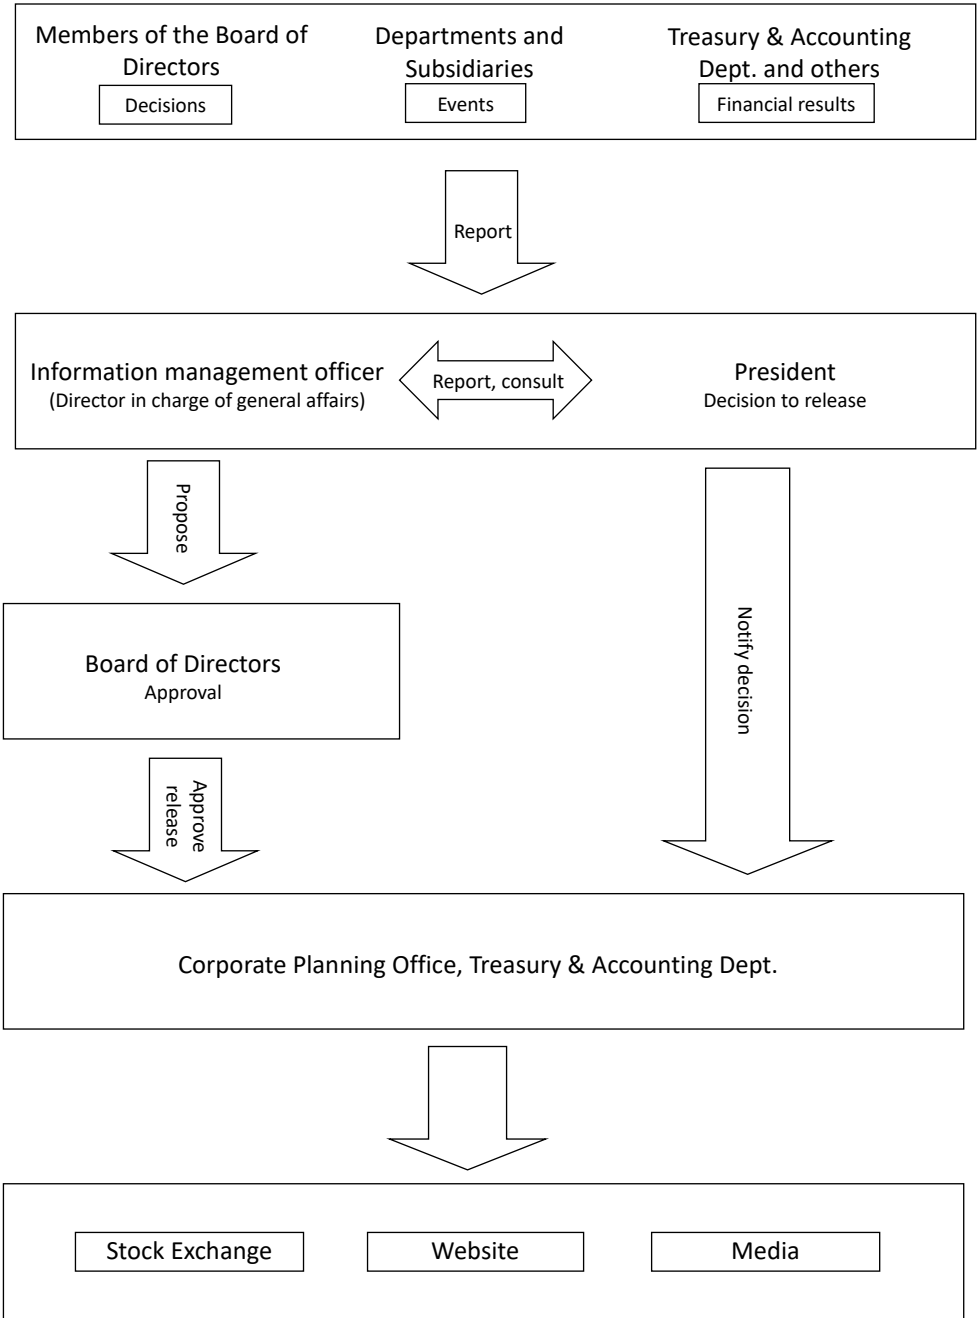 Members of the Board of
Directors
Decisions
Departments and
Subsidiaries
Events
Treasury & Accounting
Dept. and others
Financial results
Report
Information management officer
(Director in charge of general affairs)
Report, consult
President
Decision to release
Propose
Notify decision
Board of Directors
Approval
Approve
release
Corporate Planning Office, Treasury & Accounting Dept.
Stock Exchange
Website
Media